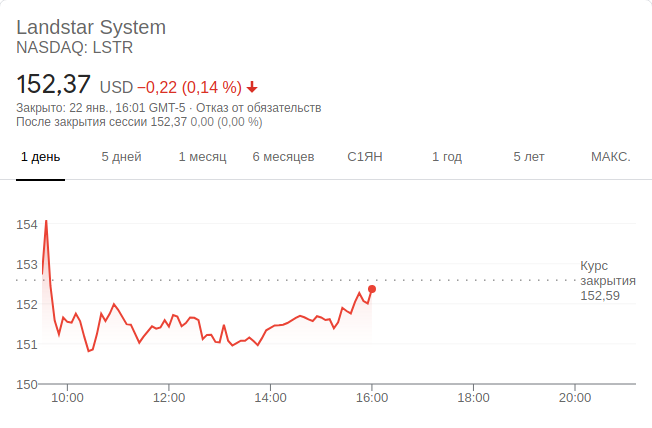 Landstar System
NASDAQ: LSTR
152,37 USD −0,22 (0,14 %)
Закрыто: 22 янв., 16:01 GMT-5 · Отказ от обязательств
После закрытия сессии 152,37 0,00 (0,00 %)
1 день 5 дней 1 месяц 6 месяцев С1ЯН 1 год 5 лет МАКС.
154
153
152
151
150
Курс
закрытия
152,59
10:00 12:00 14:00 16:00 18:00 20:00